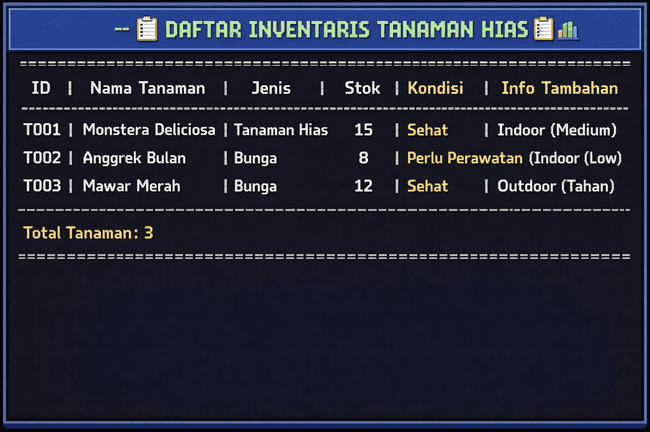 -- 📋 DAFTAR INVENTARIS TANAMAN HIAS 📋📊
==============================================================
ID | Nama Tanaman | Jenis | Stok | Kondisi | Info Tambahan
--------------------------------------------------------------
T001 | Monstera Deliciosa | Tanaman Hias 15 | Sehat | Indoor (Medium)
T002 | Anggrek Bulan | Bunga 8 | Perlu Perawatan (Indoor (Low)
T003 | Mawar Merah | Bunga 12 | Sehat | Outdoor (Tahan)
--------------------------------------------------------------
Total Tanaman: 3
==============================================================